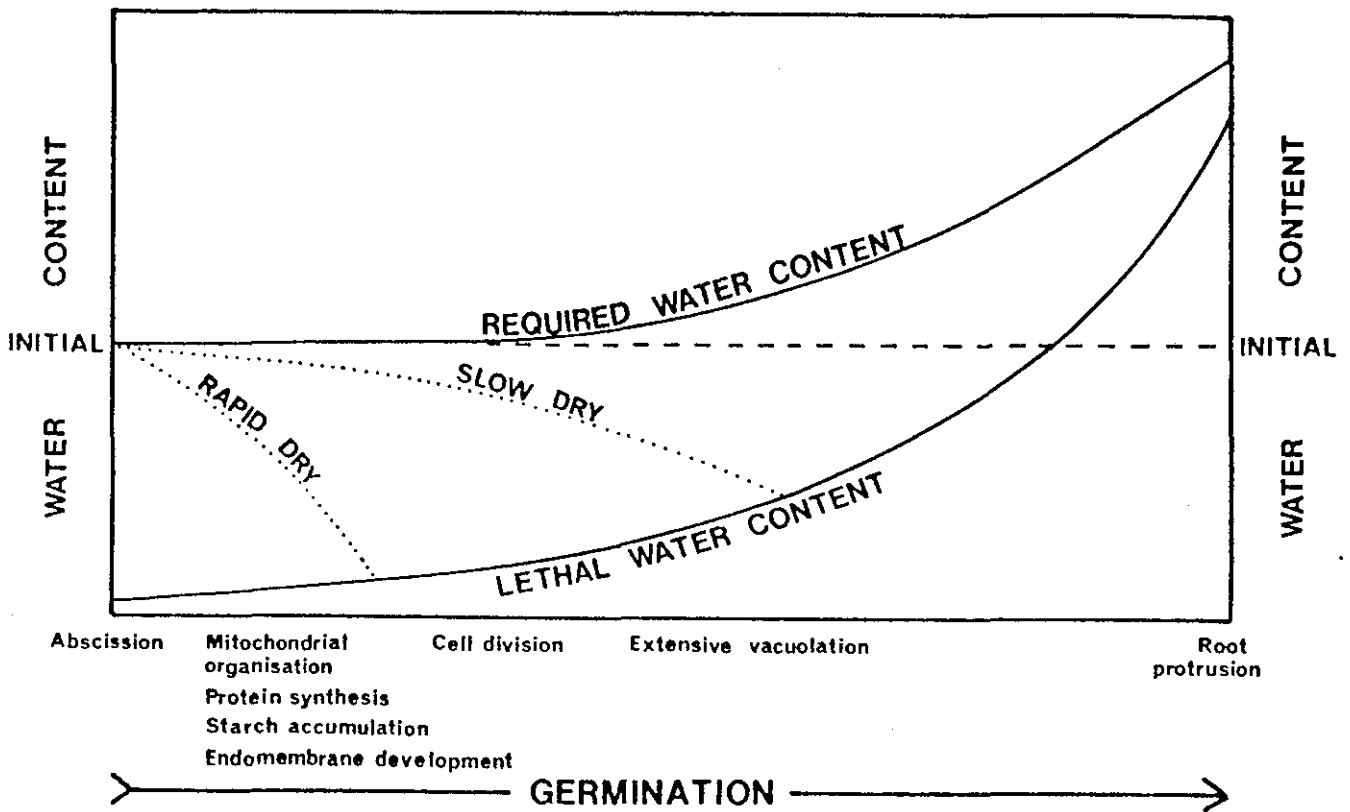 CONTENT
WATER
INITIAL
REQUIRED WATER CONTENT
SLOW DRY
RAPID DRY
LETHAL WATER CONTENT
CONTENT
INITIAL
WATER
Abscission
Mitochondrial
organisation
Protein synthesis
Starch accumulation
Endomembrane development
Cell division
Extensive vacuolation
Root
protrusion
GERMINATION